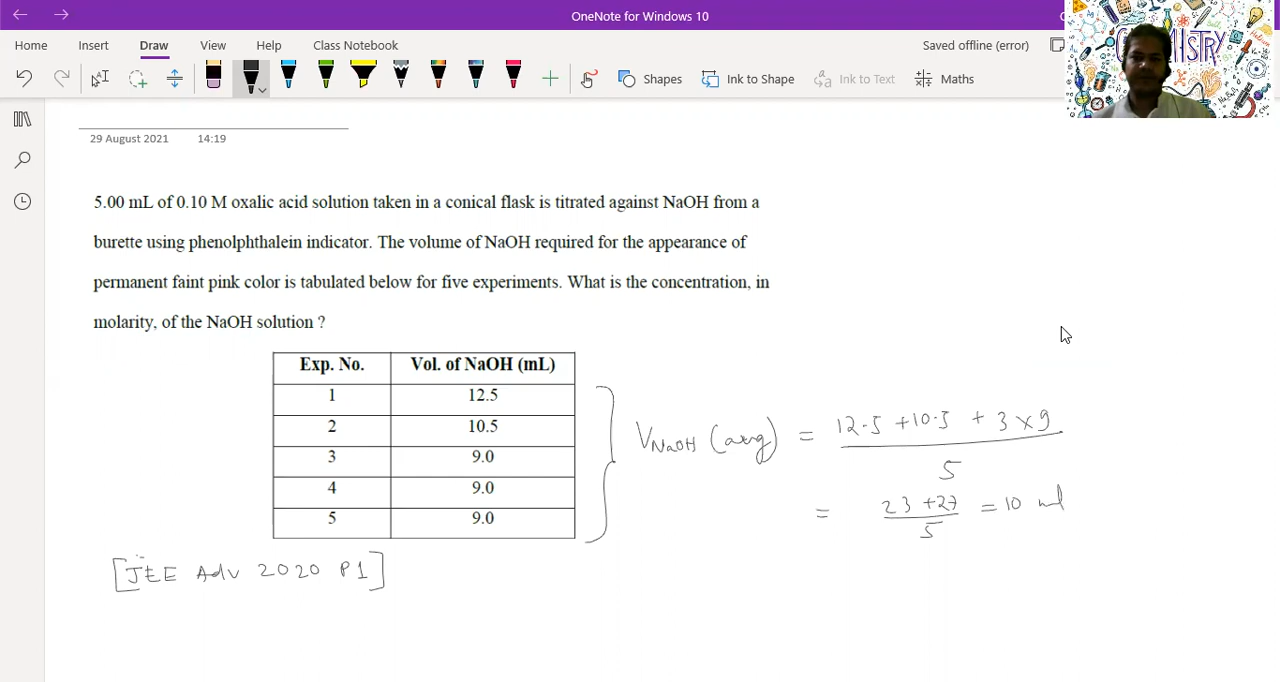 OneNote for Windows 10
Home Insert Draw View Help Class Notebook Saved offline (error)
Shapes Ink to Shape Ink to Text Maths
29 August 2021 14:19
5.00 mL of 0.10 M oxalic acid solution taken in a conical flask is titrated against NaOH from a
burette using phenolphthalein indicator. The volume of NaOH required for the appearance of
permanent faint pink color is tabulated below for five experiments. What is the concentration, in
molarity, of the NaOH solution ?
Exp. No. Vol. of NaOH (mL)
1 12.5
2 10.5
3 9.0
4 9.0
5 9.0
V NaOH (avg) = 12.5 + 10.5 + 3 x 9
5
= 23 + 27 = 10 ml
5
[JEE Adv 2020 P1]